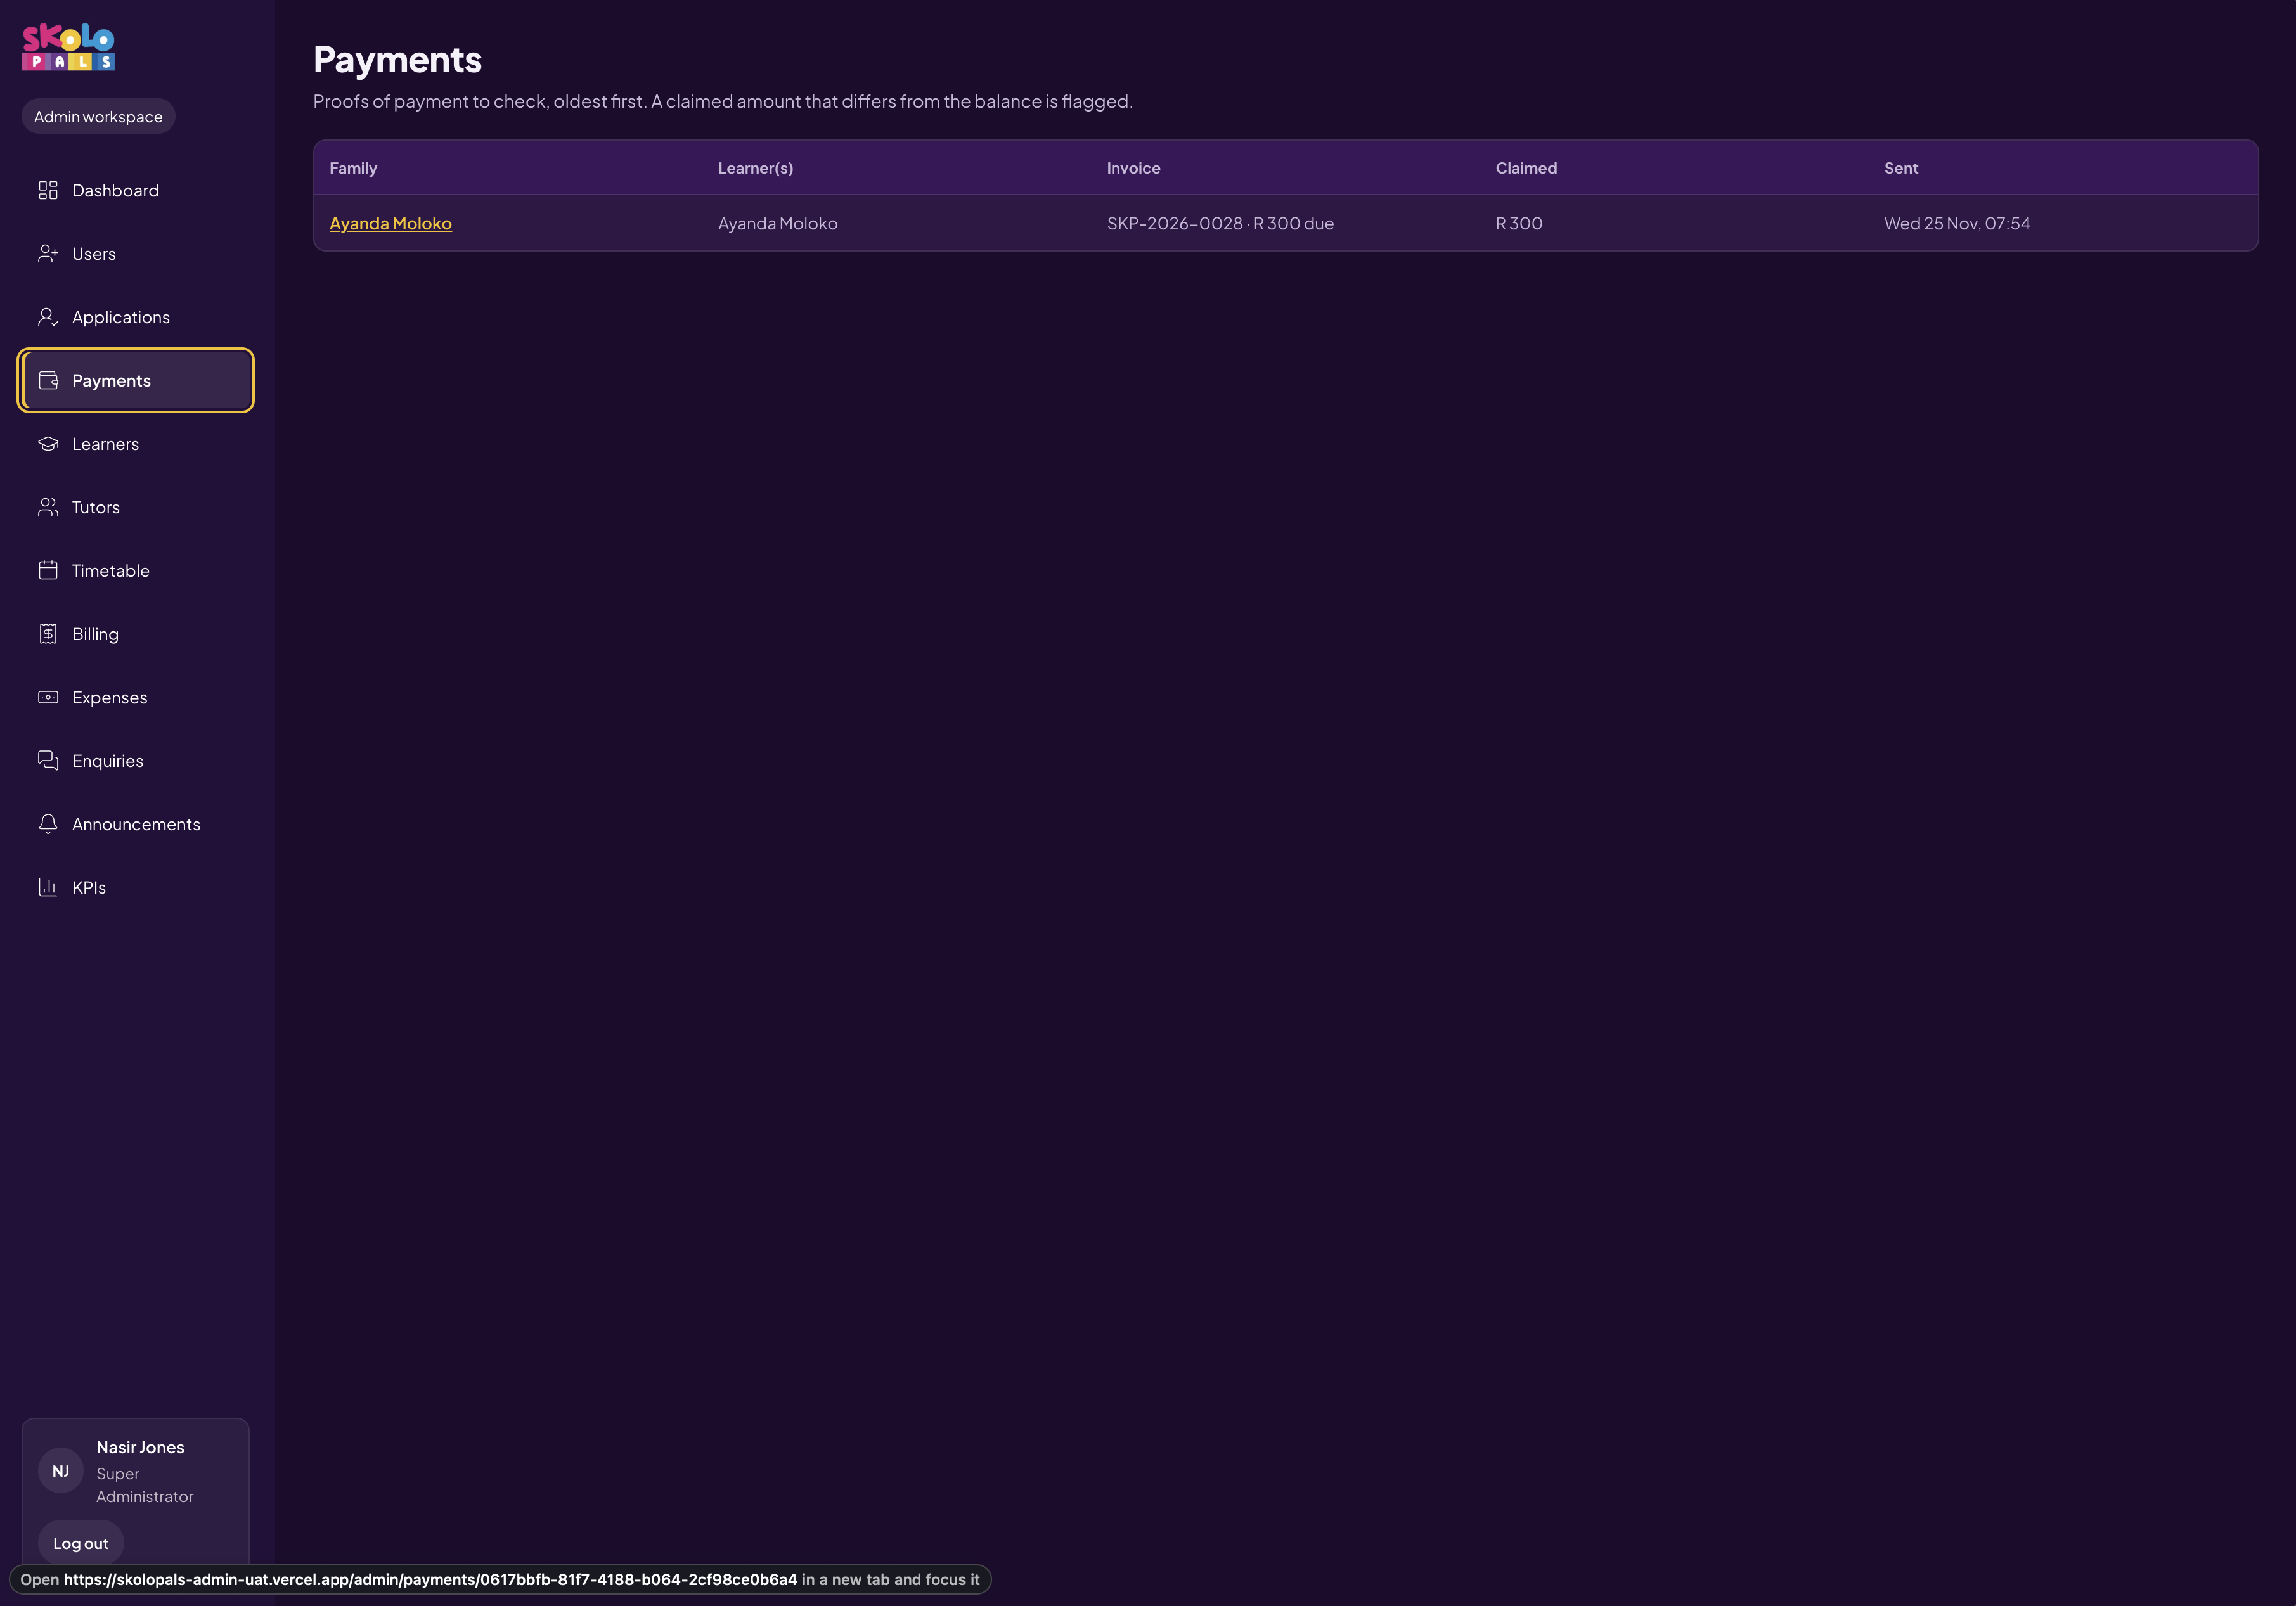 SKOLO
PALS
Admin workspace
Dashboard
Users
Applications
Payments
Learners
Tutors
Timetable
Billing
Expenses
Enquiries
Announcements
KPIs
NJ
Nasir Jones
Super
Administrator
Log out
Payments
Proofs of payment to check, oldest first. A claimed amount that differs from the balance is flagged.
Family Learner(s) Invoice Claimed Sent
Ayanda Moloko Ayanda Moloko SKP-2026-0028 · R 300 due R 300 Wed 25 Nov, 07:54
Open https://skolopals-admin-uat.vercel.app/admin/payments/0617bbfb-81f7-4188-b064-2cf98ce0b6a4 in a new tab and focus it